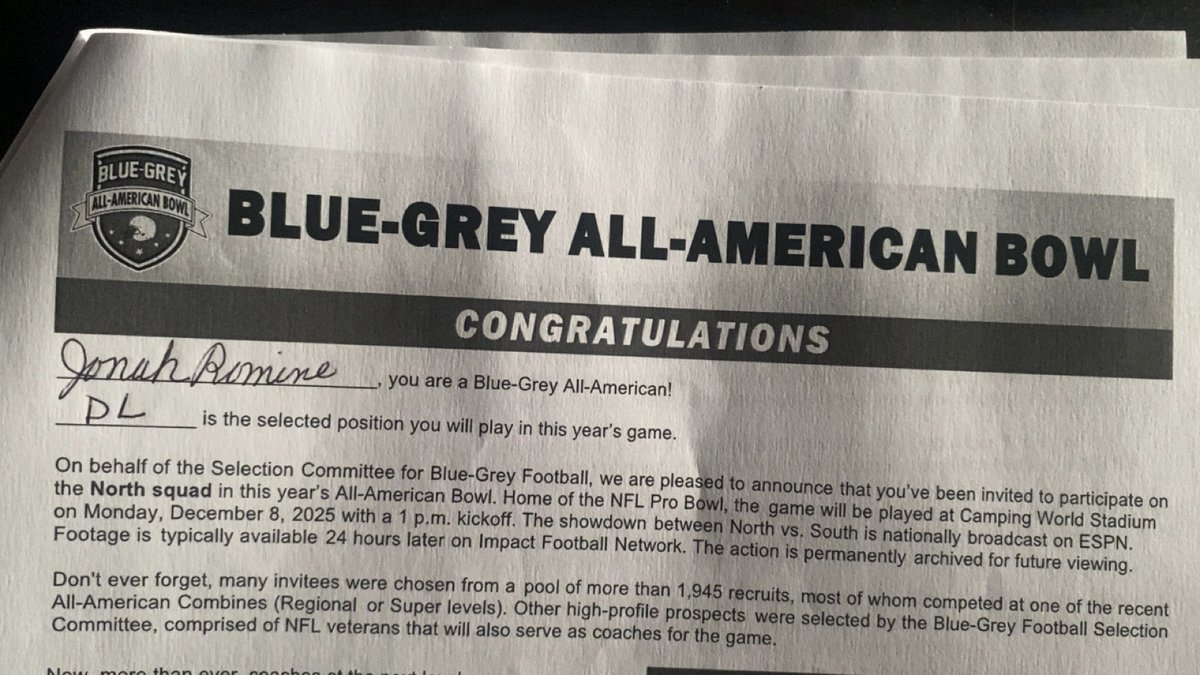 BLUE-GREY
ALL-AMERICAN BOWL
BLUE-GREY ALL-AMERICAN BOWL
CONGRATULATIONS
Jonah Romine, you are a Blue-Grey All-American!
DL is the selected position you will play in this year's game.
On behalf of the Selection Committee for Blue-Grey Football, we are pleased to announce that you've been invited to participate on
the North squad in this year's All-American Bowl. Home of the NFL Pro Bowl, the game will be played at Camping World Stadium
on Monday, December 8, 2025 with a 1 p.m. kickoff. The showdown between North vs. South is nationally broadcast on ESPN.
Footage is typically available 24 hours later on Impact Football Network. The action is permanently archived for future viewing.
Don't ever forget, many invitees were chosen from a pool of more than 1,945 recruits, most of whom competed at one of the recent
All-American Combines (Regional or Super levels). Other high-profile prospects were selected by the Blue-Grey Football Selection
Committee, comprised of NFL veterans that will also serve as coaches for the game.
Now, more than ever, coaches at the next level